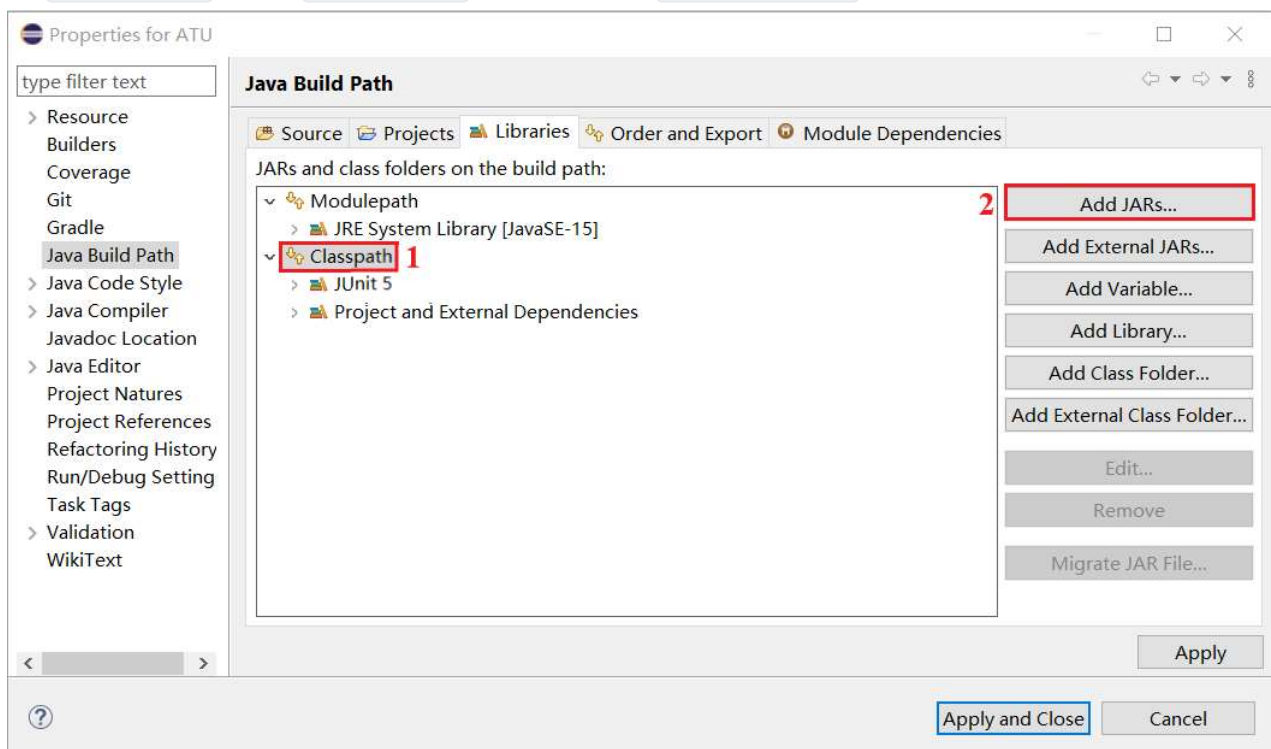 Properties for ATU
type filter text
Resource
Builders
Coverage
Git
Gradle
Java Build Path
Java Code Style
Java Compiler
Javadoc Location
Java Editor
Project Natures
Project References
Refactoring History
Run/Debug Setting
Task Tags
Validation
WikiText
Java Build Path
Source Projects Libraries Order and Export Module Dependencies
JARs and class folders on the build path:
Modulepath
JRE System Library [JavaSE-15]
Classpath 1
JUnit 5
Project and External Dependencies
2 Add JARs...
Add External JARs...
Add Variable...
Add Library...
Add Class Folder...
Add External Class Folder...
Edit...
Remove
Migrate JAR File...
Apply
?
Apply and Close Cancel